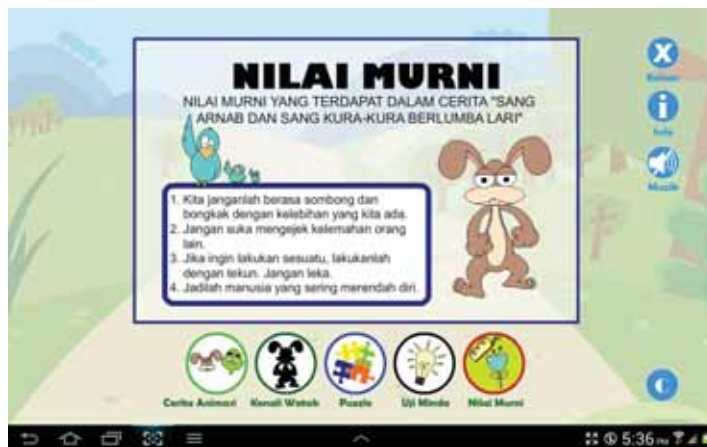 NILAI MURNI
NILAI MURNI YANG TERDAPAT DALAM CERITA "SANG
ARNAB DAN SANG KURA-KURA BERLUMBA LARI"
1. Kita janganlah berasa sombong dan
bongkak dengan kelebihan yang kita ada.
2. Jangan suka mengejek kelemahan orang
lain.
3. Jika ingin lakukan sesuatu, lakukanlah
dengan tekun. Jangan leka.
4. Jadilah manusia yang sering merendah diri.
Keluar
Info
Muzik
Cerita Animasi
Kenali Watak
Puzzle
Uji Minda
Nilai Murni
5:36 PM